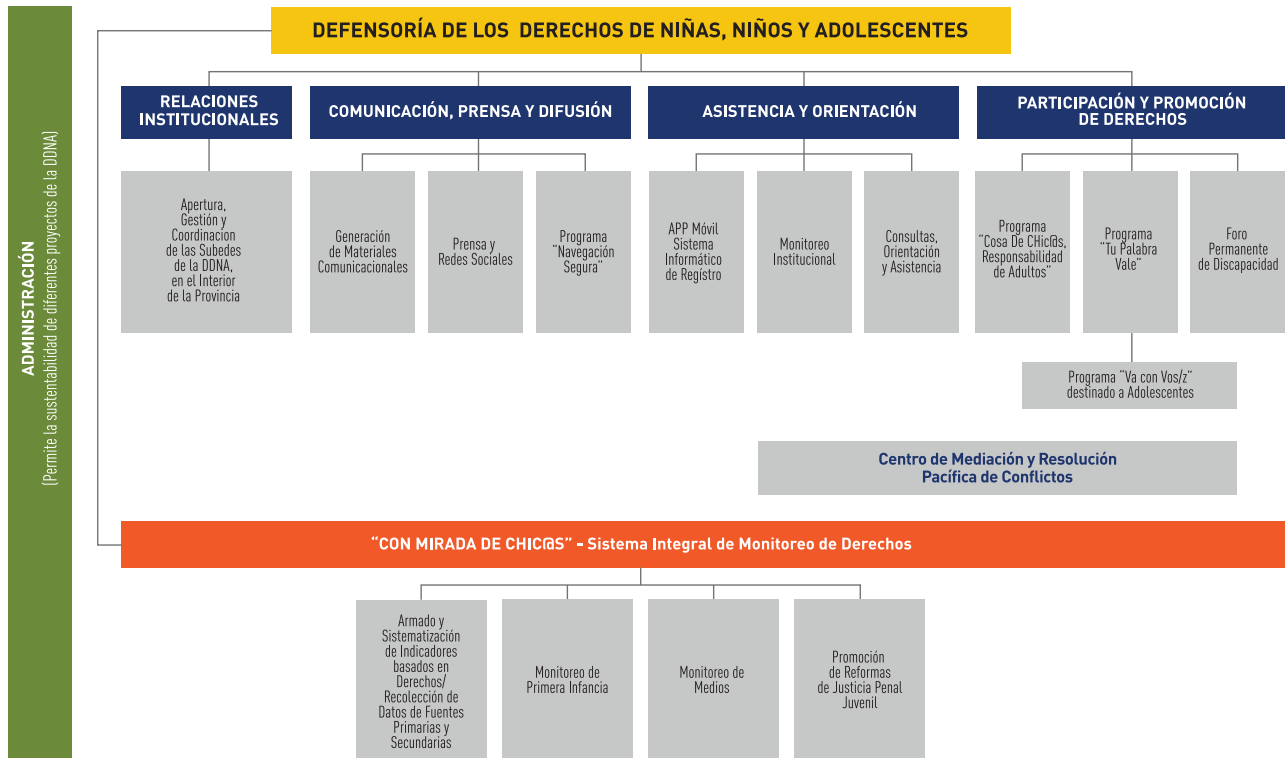 DEFENSORÍA DE LOS DERECHOS DE NIÑAS, NIÑOS Y ADOLESCENTES
ADMINISTRACIÓN
(Permite la sustentabilidad de diferentes proyectos de la DDNA)
RELACIONES
INSTITUCIONALES
Apertura,
Gestión y
Coordinacion
de las Subedes
de la DDNA,
en el Interior
de la Provincia
COMUNICACIÓN, PRENSA Y DIFUSIÓN
Generación
de Materiales
Comunicacionales
Prensa y
Redes Sociales
Programa
"Navegación
Segura"
ASISTENCIA Y ORIENTACIÓN
APP Móvil
Sistema
Informático
de Regístro
Monitoreo
Institucional
Consultas,
Orientación
y Asistencia
PARTICIPACIÓN Y PROMOCIÓN
DE DERECHOS
Programa
"Cosa De CHic@s,
Responsabilidad
de Adultos"
Programa
"Tu Palabra
Vale"
Foro
Permanente
de Discapacidad
Programa "Va con Vos/z"
destinado a Adolescentes
Centro de Mediación y Resolución
Pacífica de Conflictos
"CON MIRADA DE CHIC@S" - Sistema Integral de Monitoreo de Derechos
Armado y
Sistematización
de Indicadores
basados en
Derechos/
Recolección de
Datos de Fuentes
Primarias y
Secundarias
Monitoreo de
Primera Infancia
Monitoreo de
Medios
Promoción
de Reformas
de Justicia Penal
Juvenil